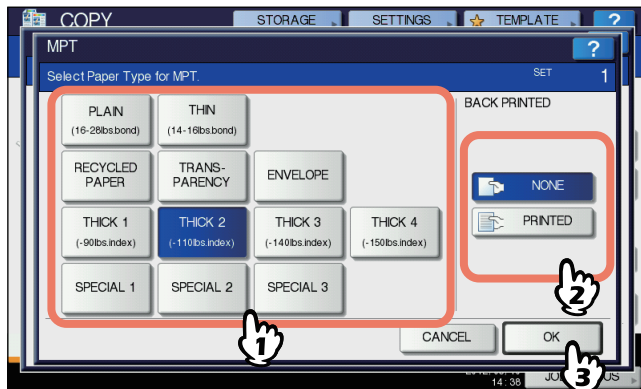 COPY STORAGE SETTINGS TEMPLATE ?
MPT ?
Select Paper Type for MPT. SET 1
BACK PRINTED
PLAIN
(16-28lbs.bond)
THIN
(14-16lbs.bond)
RECYCLED
PAPER
TRANS-
PARENCY
ENVELOPE
THICK 1
(-90lbs.index)
THICK 2
(-110lbs.index)
THICK 3
(-140lbs.index)
THICK 4
(-150lbs.index)
SPECIAL 1
SPECIAL 2
SPECIAL 3
NONE
PRINTED
1
2
CANCEL
OK
3
14:38